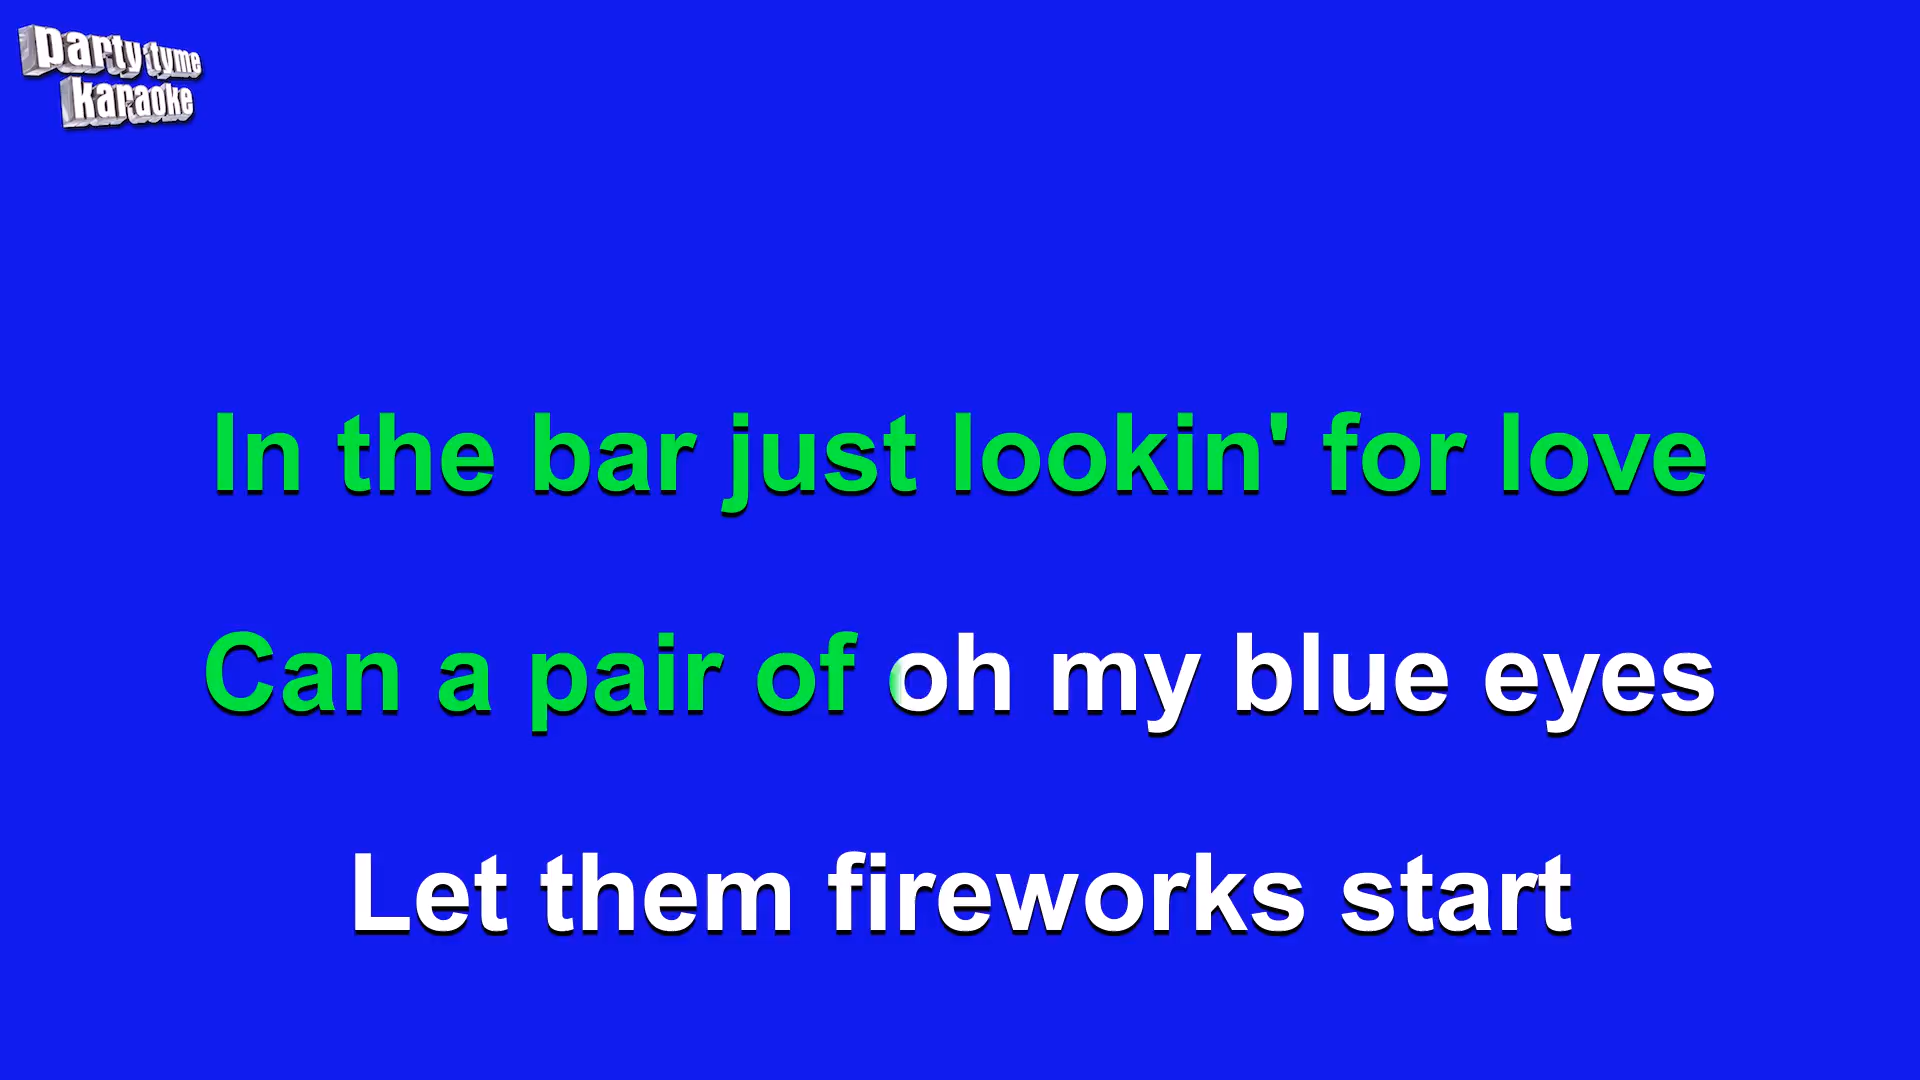 party tyme
karaoke
In the bar just lookin' for love
Can a pair of oh my blue eyes
Let them fireworks start